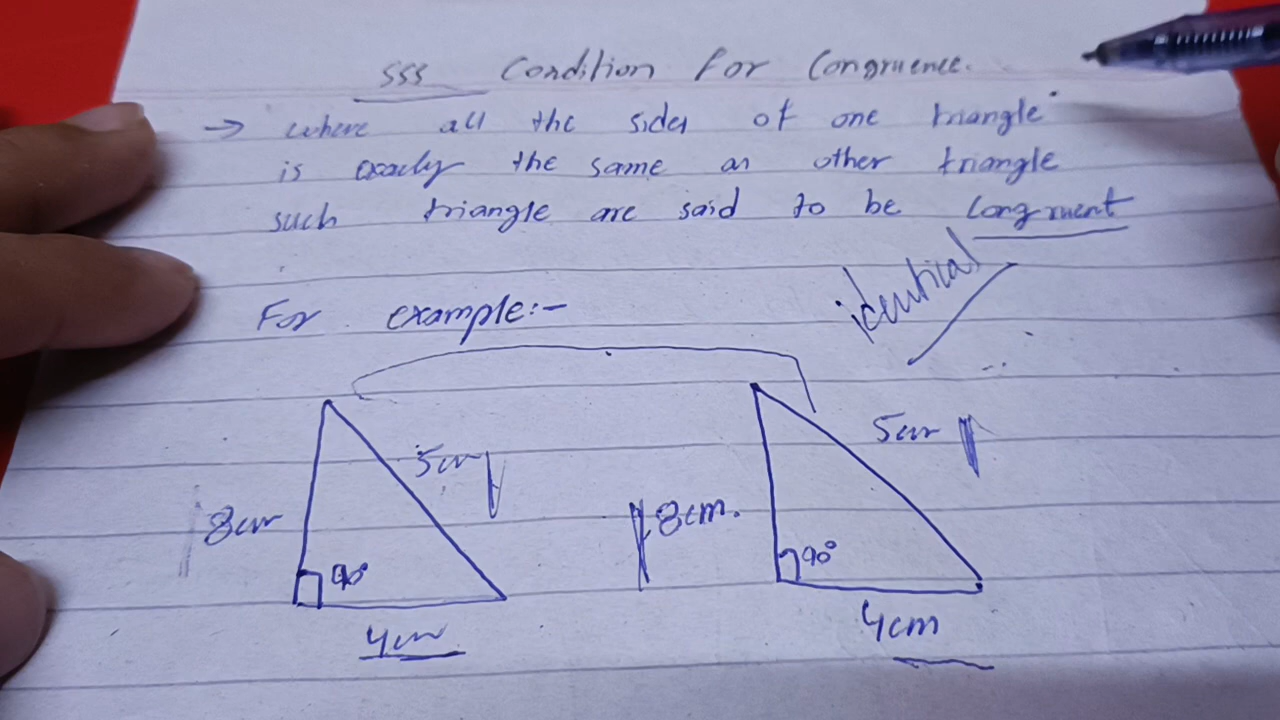 SSS Condition For Congruence.
→ where all the sides of one triangle
is exacly the same as other triangle
such triangle are said to be Congruent
identical
For example:-
5cm
5cm
8cm
8cm.
90°
90°
4cm
4cm